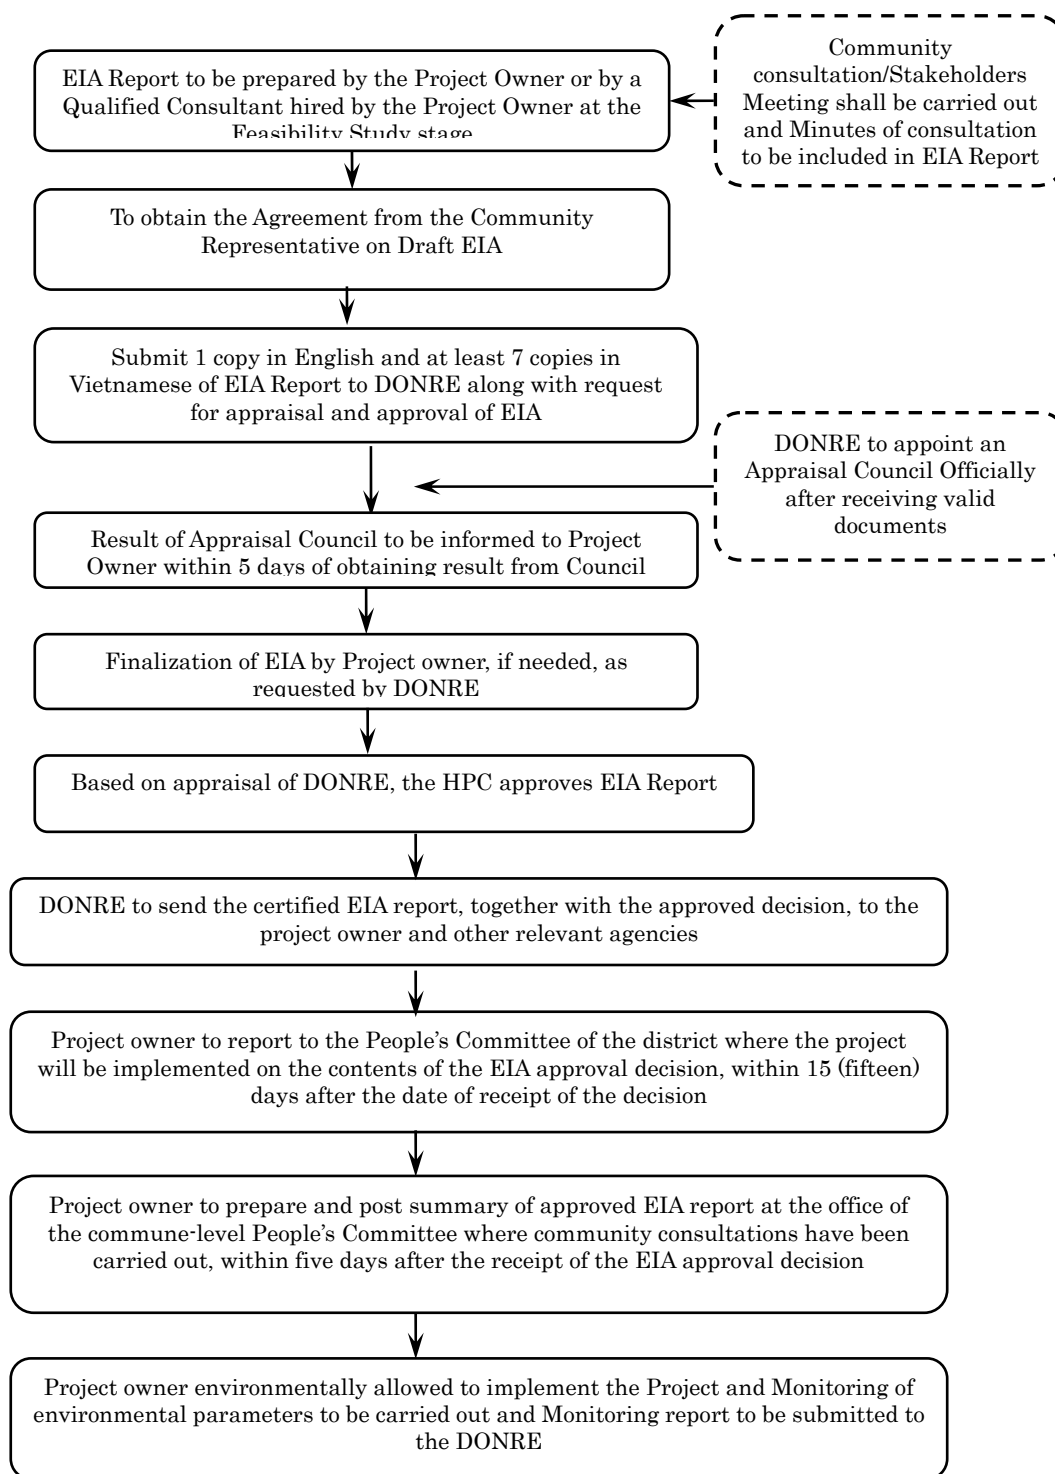 Community
consultation/Stakeholders
Meeting shall be carried out
and Minutes of consultation
to be included in EIA Report
EIA Report to be prepared by the Project Owner or by a
Qualified Consultant hired by the Project Owner at the
Feasibility Study stage
To obtain the Agreement from the Community
Representative on Draft EIA
Submit 1 copy in English and at least 7 copies in
Vietnamese of EIA Report to DONRE along with request
for appraisal and approval of EIA
DONRE to appoint an
Appraisal Council Officially
after receiving valid
documents
Result of Appraisal Council to be informed to Project
Owner within 5 days of obtaining result from Council
Finalization of EIA by Project owner, if needed, as
requested by DONRE
Based on appraisal of DONRE, the HPC approves EIA Report
DONRE to send the certified EIA report, together with the approved decision, to the
project owner and other relevant agencies
Project owner to report to the People’s Committee of the district where the project
will be implemented on the contents of the EIA approval decision, within 15 (fifteen)
days after the date of receipt of the decision
Project owner to prepare and post summary of approved EIA report at the office of
the commune-level People’s Committee where community consultations have been
carried out, within five days after the receipt of the EIA approval decision
Project owner environmentally allowed to implement the Project and Monitoring of
environmental parameters to be carried out and Monitoring report to be submitted to
the DONRE